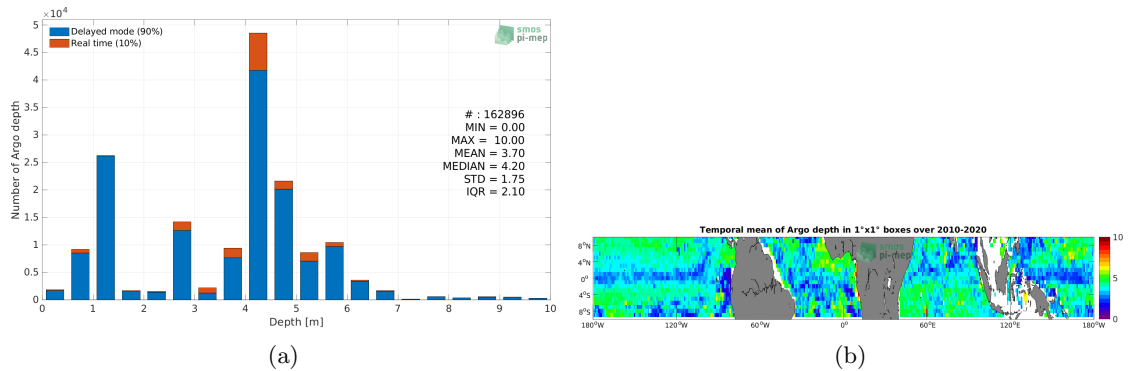 ×10⁴
5
4.5
4
3.5
3
2.5
2
1.5
1
0.5
0
Number of Argo depth
Delayed mode (90%)
Real time (10%)
smos
pi-mep
# : 162896
MIN = 0.00
MAX = 10.00
MEAN = 3.70
MEDIAN = 4.20
STD = 1.75
IQR = 2.10
0 1 2 3 4 5 6 7 8 9 10
Depth [m]
(a)
Temporal mean of Argo depth in 1°x1° boxes over 2010-2020
smos
pi-mep
8°N
4°N
0°
4°S
8°S
180°W 120°W 60°W 0° 60°E 120°E 180°W
10
5
0
(b)